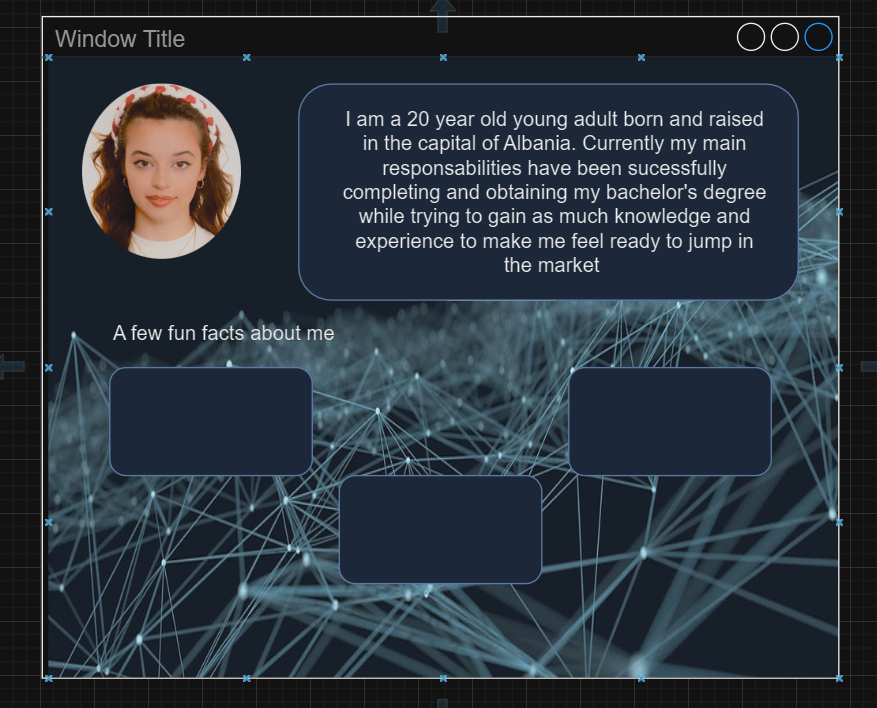 Window Title
I am a 20 year old young adult born and raised
in the capital of Albania. Currently my main
responsabilities have been sucessfully
completing and obtaining my bachelor's degree
while trying to gain as much knowledge and
experience to make me feel ready to jump in
the market
A few fun facts about me